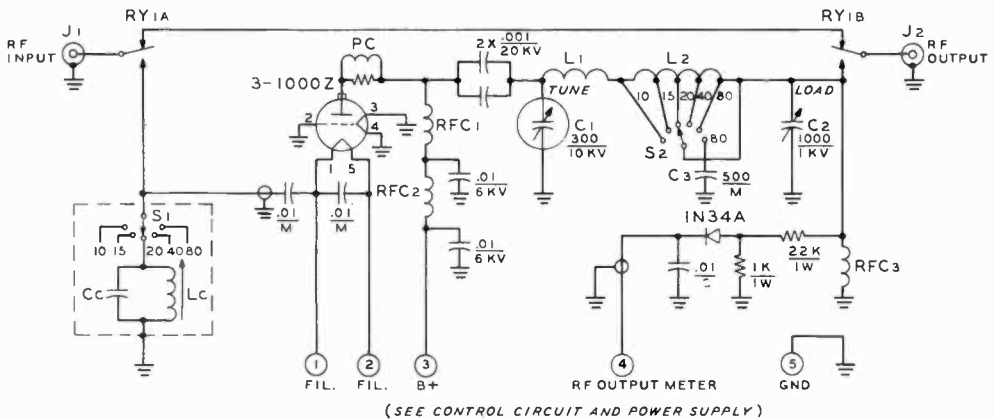 RY1A
RY1B
J1
RF
INPUT
J2
RF
OUTPUT
PC
2X .001
20KV
L1
L2
3-1000Z
TUNE
10 15 20 40 80
LOAD
2
3
4
1 5
RFC1
C1
300
10KV
S2
80
C2
1000
1KV
C3
500
M
RFC2
.01
6KV
.01
M
.01
M
1N34A
S1
10 15 20 40 80
.01
6KV
.01
1K
1W
22K
1W
RFC3
CC
LC
1
FIL.
2
FIL.
3
B+
4
RF OUTPUT METER
5
GND
(SEE CONTROL CIRCUIT AND POWER SUPPLY)